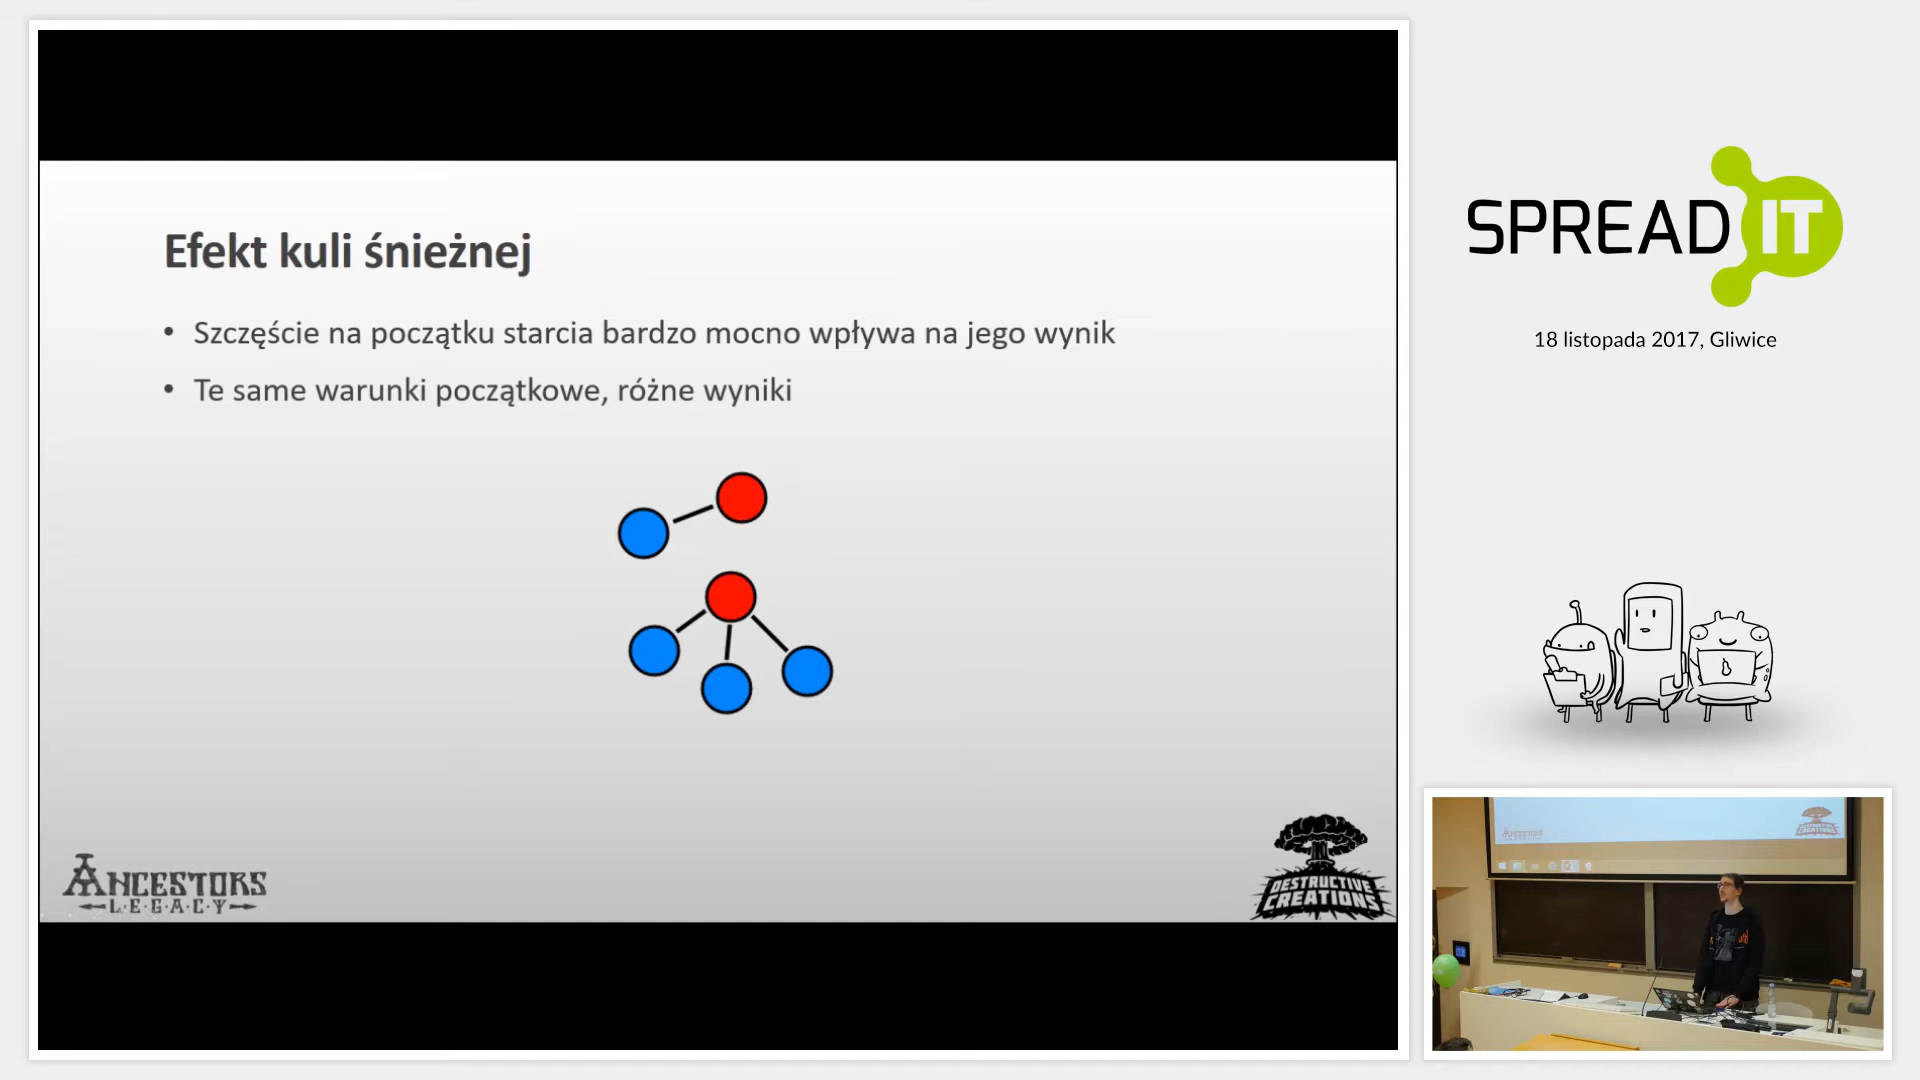 Efekt kuli śnieżnej
• Szczęście na początku starcia bardzo mocno wpływa na jego wynik
• Te same warunki początkowe, różne wyniki
ANCESTORS
LEGACY
DESTRUCTIVE
CREATIONS
SPREAD IT
18 listopada 2017, Gliwice